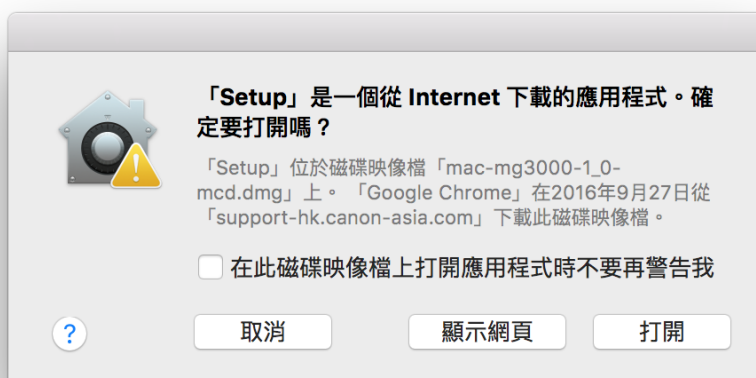 「Setup」是一個從 Internet 下載的應用程式。確
定要打開嗎？
「Setup」位於磁碟映像檔「mac-mg3000-1_0-
mcd.dmg」上。「Google Chrome」在2016年9月27日從
「support-hk.canon-asia.com」下載此磁碟映像檔。
在此磁碟映像檔上打開應用程式時不要再警告我
? 取消 顯示網頁 打開